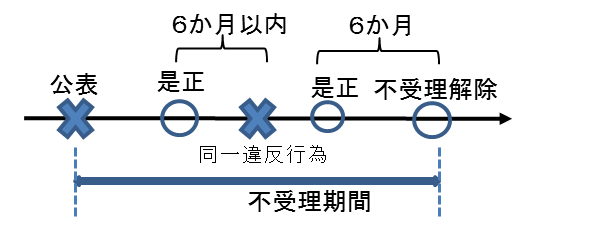 ６か月以内
６か月
公表
是正
是正
不受理解除
同一違反行為
不受理期間